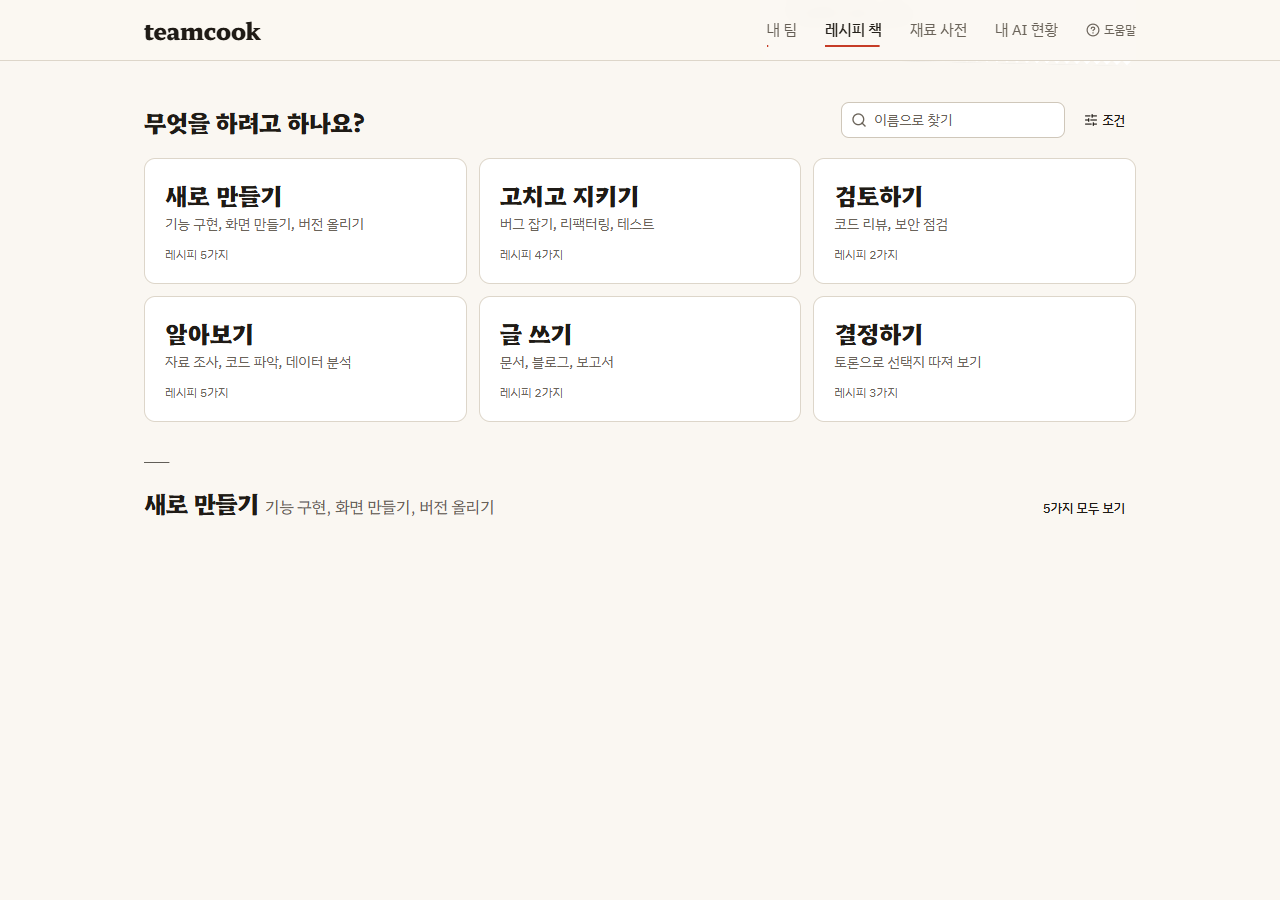 teamcook
내 팀 레시피 책 재료 사전 내 AI 현황 도움말
무엇을 하려고 하나요?
이름으로 찾기 조건
새로 만들기
기능 구현, 화면 만들기, 버전 올리기
레시피 5가지
고치고 지키기
버그 잡기, 리팩터링, 테스트
레시피 4가지
검토하기
코드 리뷰, 보안 점검
레시피 2가지
알아보기
자료 조사, 코드 파악, 데이터 분석
레시피 5가지
글 쓰기
문서, 블로그, 보고서
레시피 2가지
결정하기
토론으로 선택지 따져 보기
레시피 3가지
새로 만들기 기능 구현, 화면 만들기, 버전 올리기
5가지 모두 보기